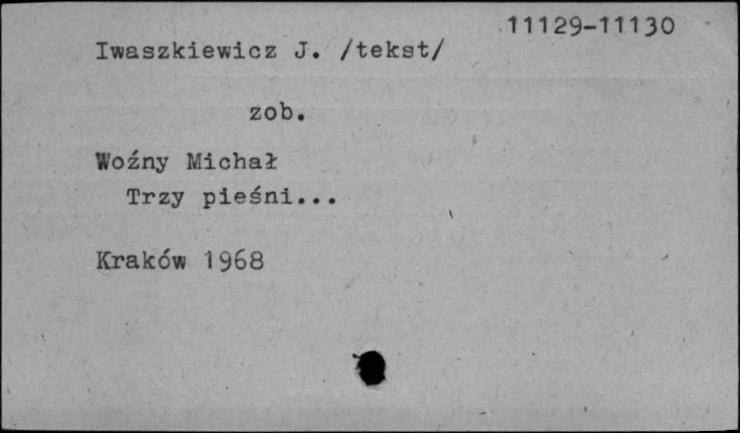 11129-11130
Iwaszkiewicz J. /tekst/
zob.
Woźny Michał
Trzy pieśni...
Kraków 1968